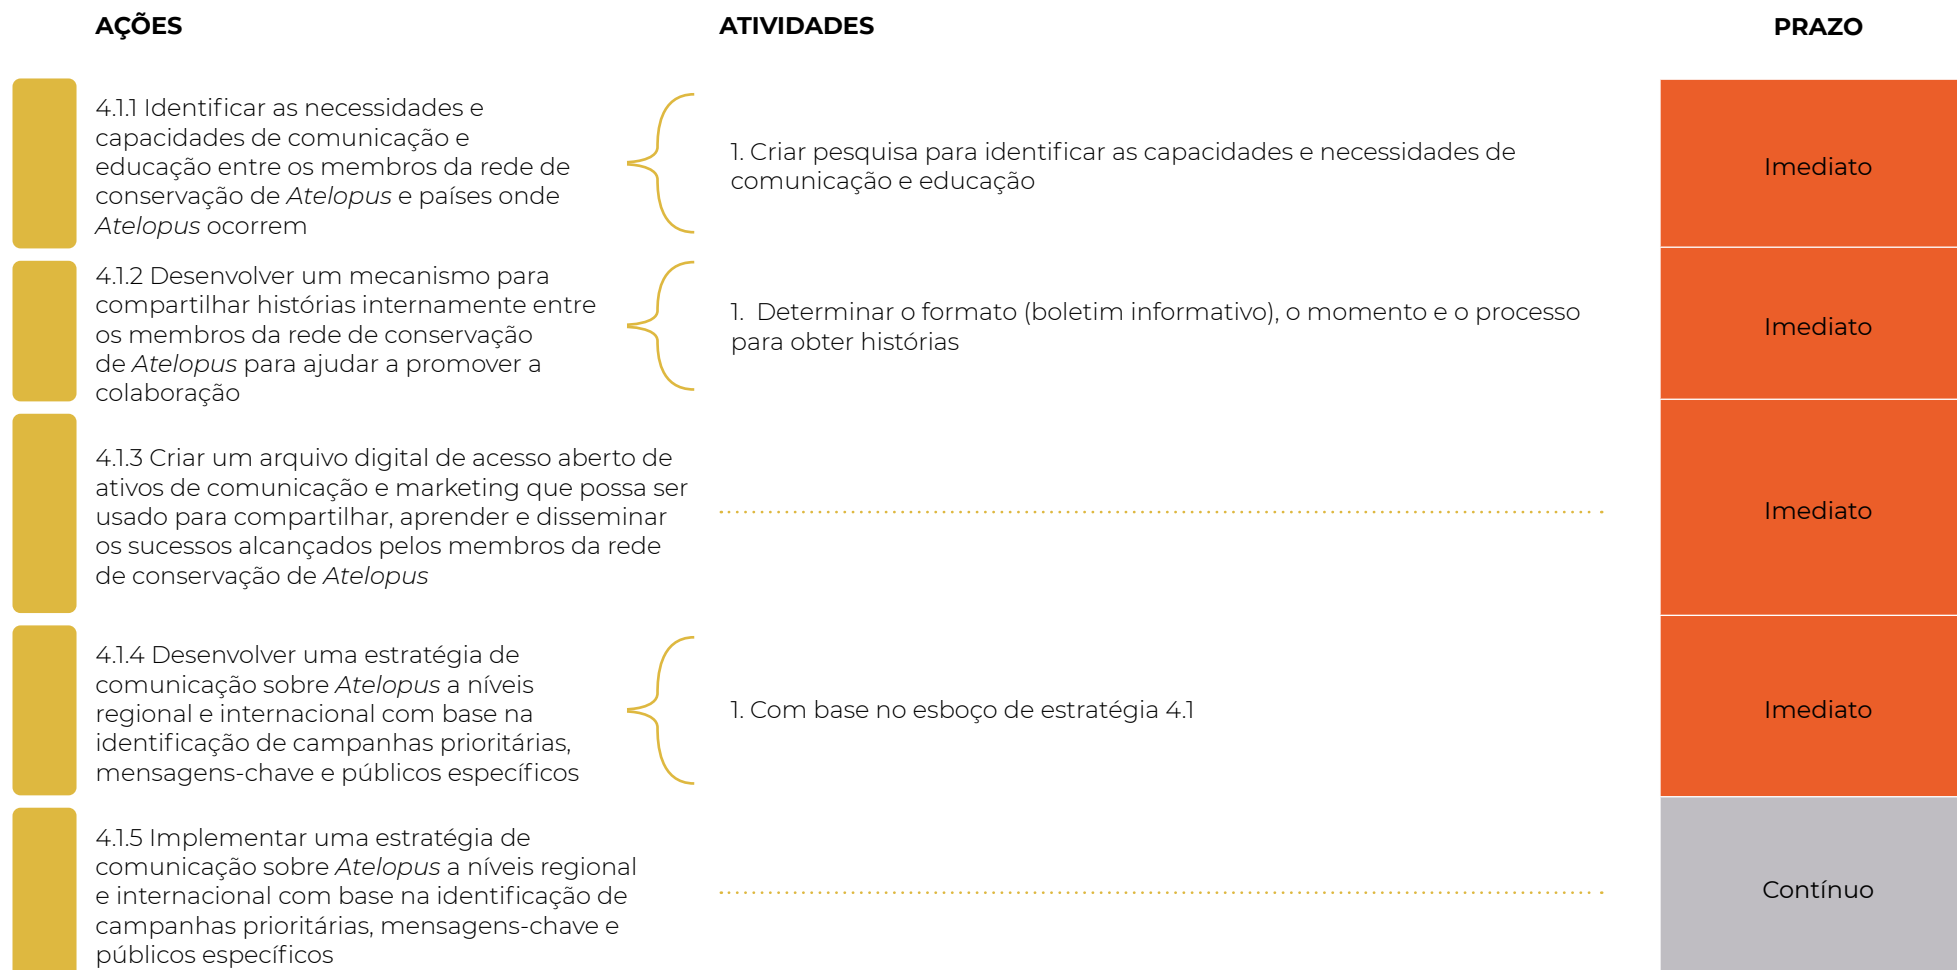 AÇÕES
ATIVIDADES
PRAZO
4.1.1 Identificar as necessidades e
capacidades de comunicação e
educação entre os membros da rede de
conservação de Atelopus e países onde
Atelopus ocorrem
1. Criar pesquisa para identificar as capacidades e necessidades de
comunicação e educação
Imediato
4.1.2 Desenvolver um mecanismo para
compartilhar histórias internamente entre
os membros da rede de conservação
de Atelopus para ajudar a promover a
colaboração
1. Determinar o formato (boletim informativo), o momento e o processo
para obter histórias
Imediato
4.1.3 Criar um arquivo digital de acesso aberto de
ativos de comunicação e marketing que possa ser
usado para compartilhar, aprender e disseminar
os sucessos alcançados pelos membros da rede
de conservação de Atelopus
Imediato
4.1.4 Desenvolver uma estratégia de
comunicação sobre Atelopus a níveis
regional e internacional com base na
identificação de campanhas prioritárias,
mensagens-chave e públicos específicos
1. Com base no esboço de estratégia 4.1
Imediato
4.1.5 Implementar uma estratégia de
comunicação sobre Atelopus a níveis regional
e internacional com base na identificação de
campanhas prioritárias, mensagens-chave e
públicos específicos
Contínuo